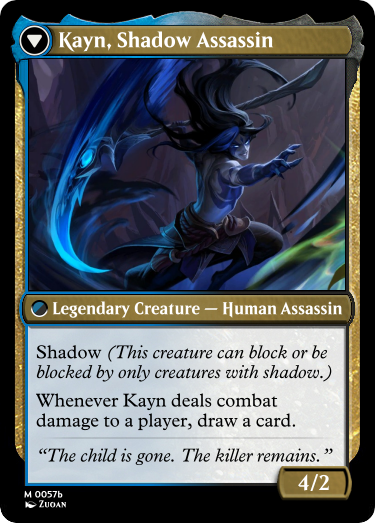 Kayn, Shadow Assassin
Legendary Creature — Human Assassin
Shadow (This creature can block or be
blocked by only creatures with shadow.)
Whenever Kayn deals combat
damage to a player, draw a card.
“The child is gone. The killer remains.”
4/2
M 0057b
Zuoan